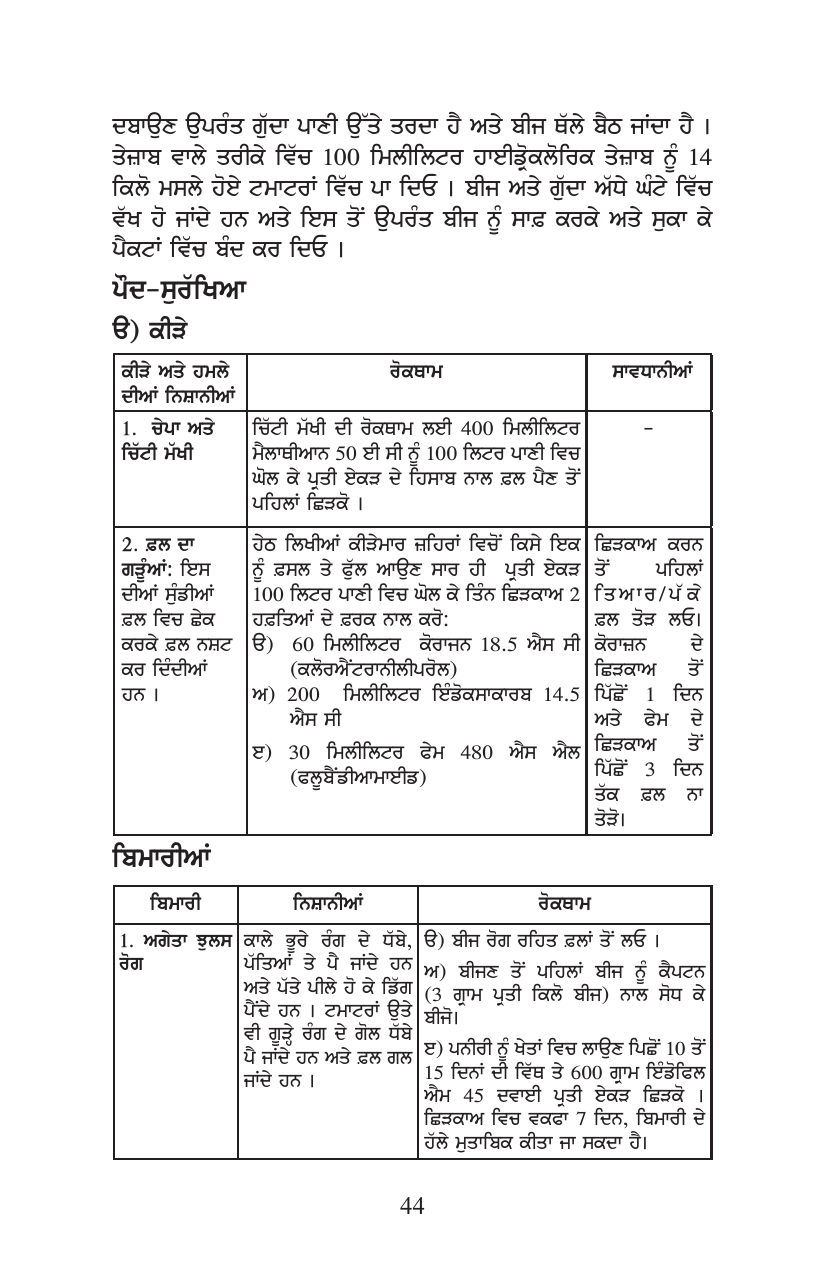 ਦਬਾਉਣ ਉਪਰੰਤ ਗੁੱਦਾ ਪਾਣੀ ਉੱਤੇ ਤਰਦਾ ਹੈ ਅਤੇ ਬੀਜ ਥੱਲੇ ਬੈਠ ਜਾਂਦਾ ਹੈ ।
ਤੇਜ਼ਾਬ ਵਾਲੇ ਤਰੀਕੇ ਵਿੱਚ 100 ਮਿਲੀਲਿਟਰ ਹਾਈਡ੍ਰੋਕਲੋਰਿਕ ਤੇਜ਼ਾਬ ਨੂੰ 14
ਕਿਲੋ ਮਸਲੇ ਹੋਏ ਟਮਾਟਰਾਂ ਵਿੱਚ ਪਾ ਦਿਓ । ਬੀਜ ਅਤੇ ਗੁੱਦਾ ਅੱਧੇ ਘੰਟੇ ਵਿੱਚ
ਵੱਖ ਹੋ ਜਾਂਦੇ ਹਨ ਅਤੇ ਇਸ ਤੋਂ ਉਪਰੰਤ ਬੀਜ ਨੂੰ ਸਾਫ਼ ਕਰਕੇ ਅਤੇ ਸੁਕਾ ਕੇ
ਪੈਕਟਾਂ ਵਿੱਚ ਬੰਦ ਕਰ ਦਿਓ ।
ਪੌਦ-ਸੁਰੱਖਿਆ
ੳ) ਕੀੜੇ
ਕੀੜੇ ਅਤੇ ਹਮਲੇ
ਦੀਆਂ ਨਿਸ਼ਾਨੀਆਂ
ਰੋਕਥਾਮ
ਸਾਵਧਾਨੀਆਂ
1. ਚੇਪਾ ਅਤੇ
ਚਿੱਟੀ ਮੱਖੀ
ਚਿੱਟੀ ਮੱਖੀ ਦੀ ਰੋਕਥਾਮ ਲਈ 400 ਮਿਲੀਲਿਟਰ
ਮੈਲਾਥੀਆਨ 50 ਈ ਸੀ ਨੂੰ 100 ਲਿਟਰ ਪਾਣੀ ਵਿਚ
ਘੋਲ ਕੇ ਪ੍ਰਤੀ ਏਕੜ ਦੇ ਹਿਸਾਬ ਨਾਲ ਫ਼ਲ ਪੈਣ ਤੋਂ
ਪਹਿਲਾਂ ਛਿੜਕੋ ।
-
2. ਫ਼ਲ ਦਾ
ਗੜੂੰਆਂ: ਇਸ
ਦੀਆਂ ਸੁੰਡੀਆਂ
ਫ਼ਲ ਵਿਚ ਛੇਕ
ਕਰਕੇ ਫ਼ਲ ਨਸ਼ਟ
ਕਰ ਦਿੰਦੀਆਂ
ਹਨ ।
ਹੇਠ ਲਿਖੀਆਂ ਕੀੜੇਮਾਰ ਜ਼ਹਿਰਾਂ ਵਿਚੋਂ ਕਿਸੇ ਇਕ
ਨੂੰ ਫ਼ਸਲ ਤੇ ਫੁੱਲ ਆਉਣ ਸਾਰ ਹੀ ਪ੍ਰਤੀ ਏਕੜ
100 ਲਿਟਰ ਪਾਣੀ ਵਿਚ ਘੋਲ ਕੇ ਤਿੰਨ ਛਿੜਕਾਅ 2
ਹਫ਼ਤਿਆਂ ਦੇ ਫ਼ਰਕ ਨਾਲ ਕਰੋ:
ੳ) 60 ਮਿਲੀਲਿਟਰ ਕੋਰਾਜਨ 18.5 ਐਸ ਸੀ
(ਕਲੋਰਐਂਟਰਾਨੀਲੀਪਰੋਲ)
ਅ) 200 ਮਿਲੀਲਿਟਰ ਇੰਡੋਕਸਾਕਾਰਬ 14.5
ਐਸ ਸੀ
ੲ) 30 ਮਿਲੀਲਿਟਰ ਫੇਮ 480 ਐਸ ਐਲ
(ਫਲੂਬੈਂਡੀਆਮਾਈਡ)
ਛਿੜਕਾਅ ਕਰਨ
ਤੋਂ ਪਹਿਲਾਂ
ਤਿਆਰ/ਪੱਕੇ
ਫ਼ਲ ਤੋੜ ਲਓ।
ਕੋਰਾਜ਼ਨ ਦੇ
ਛਿੜਕਾਅ ਤੋਂ
ਪਿੱਛੋਂ 1 ਦਿਨ
ਅਤੇ ਫੇਮ ਦੇ
ਛਿੜਕਾਅ ਤੋਂ
ਪਿੱਛੋਂ 3 ਦਿਨ
ਤੱਕ ਫ਼ਲ ਨਾ
ਤੋੜੋ।
ਬਿਮਾਰੀਆਂ
ਬਿਮਾਰੀ
ਨਿਸ਼ਾਨੀਆਂ
ਰੋਕਥਾਮ
1. ਅਗੇਤਾ ਝੁਲਸ
ਰੋਗ
ਕਾਲੇ ਭੂਰੇ ਰੰਗ ਦੇ ਧੱਬੇ,
ਪੱਤਿਆਂ ਤੇ ਪੈ ਜਾਂਦੇ ਹਨ
ਅਤੇ ਪੱਤੇ ਪੀਲੇ ਹੋ ਕੇ ਡਿੱਗ
ਪੈਂਦੇ ਹਨ । ਟਮਾਟਰਾਂ ਉਤੇ
ਵੀ ਗੂੜ੍ਹੇ ਰੰਗ ਦੇ ਗੋਲ ਧੱਬੇ
ਪੈ ਜਾਂਦੇ ਹਨ ਅਤੇ ਫ਼ਲ ਗਲ
ਜਾਂਦੇ ਹਨ ।
ੳ) ਬੀਜ ਰੋਗ ਰਹਿਤ ਫ਼ਲਾਂ ਤੋਂ ਲਓ ।
ਅ) ਬੀਜਣ ਤੋਂ ਪਹਿਲਾਂ ਬੀਜ ਨੂੰ ਕੈਪਟਨ
(3 ਗ੍ਰਾਮ ਪ੍ਰਤੀ ਕਿਲੋ ਬੀਜ) ਨਾਲ ਸੋਧ ਕੇ
ਬੀਜੋ।
ੲ) ਪਨੀਰੀ ਨੂੰ ਖੇਤਾਂ ਵਿਚ ਲਾਉਣ ਪਿਛੋਂ 10 ਤੋਂ
15 ਦਿਨਾਂ ਦੀ ਵਿੱਥ ਤੇ 600 ਗ੍ਰਾਮ ਇੰਡੋਫਿਲ
ਐਮ 45 ਦਵਾਈ ਪ੍ਰਤੀ ਏਕੜ ਛਿੜਕੋ ।
ਛਿੜਕਾਅ ਵਿਚ ਵਕਫਾ 7 ਦਿਨ, ਬਿਮਾਰੀ ਦੇ
ਹੱਲੇ ਮੁਤਾਬਿਕ ਕੀਤਾ ਜਾ ਸਕਦਾ ਹੈ।
44